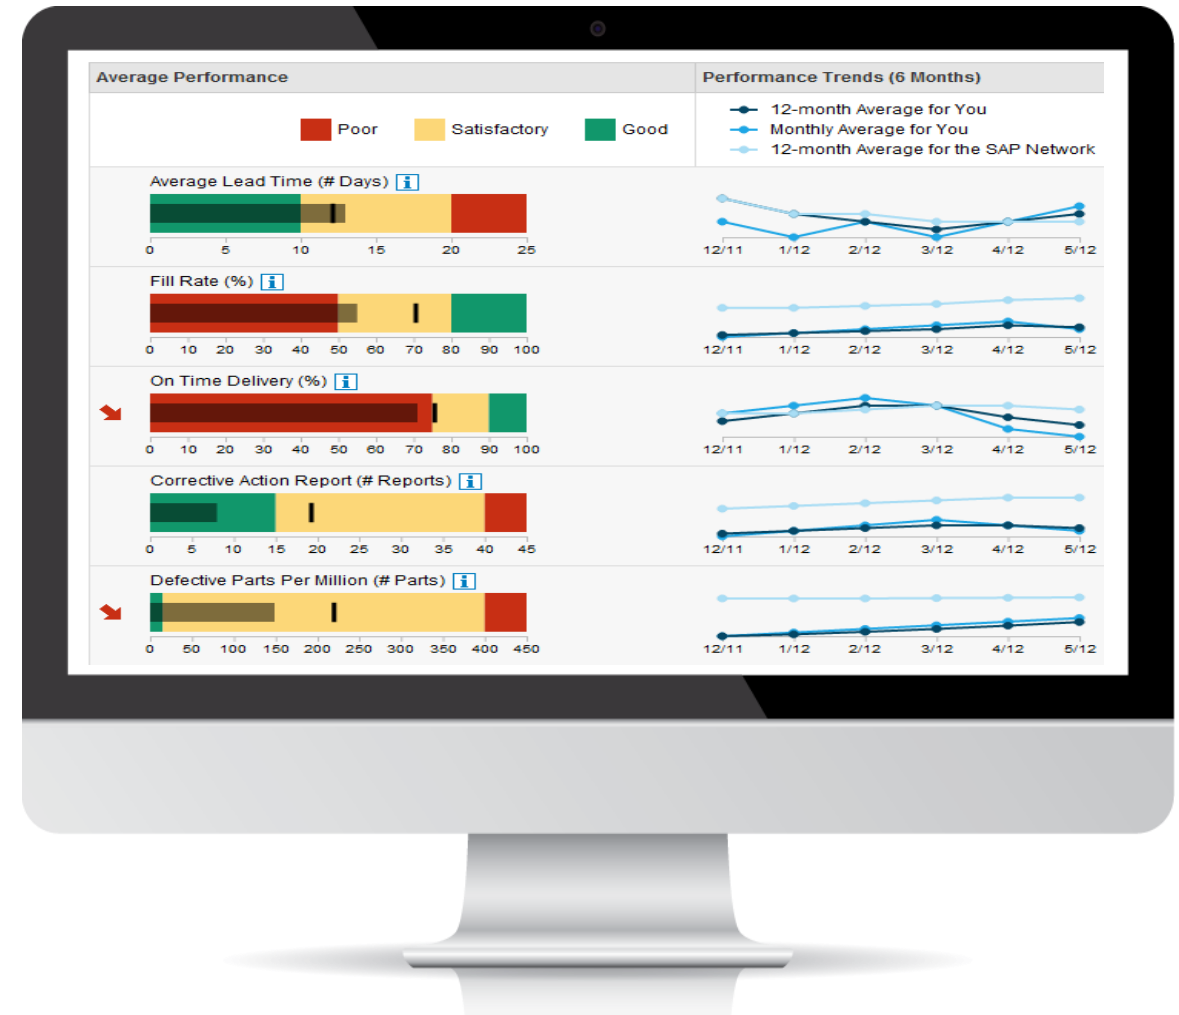 Average Performance
Performance Trends (6 Months)
Poor Satisfactory Good
12-month Average for You
Monthly Average for You
12-month Average for the SAP Network
Average Lead Time (# Days) i
0 5 10 15 20 25
12/11 1/12 2/12 3/12 4/12 5/12
Fill Rate (%) i
0 10 20 30 40 50 60 70 80 90 100
12/11 1/12 2/12 3/12 4/12 5/12
On Time Delivery (%) i
0 10 20 30 40 50 60 70 80 90 100
12/11 1/12 2/12 3/12 4/12 5/12
Corrective Action Report (# Reports) i
0 5 10 15 20 25 30 35 40 45
12/11 1/12 2/12 3/12 4/12 5/12
Defective Parts Per Million (# Parts) i
0 50 100 150 200 250 300 350 400 450
12/11 1/12 2/12 3/12 4/12 5/12